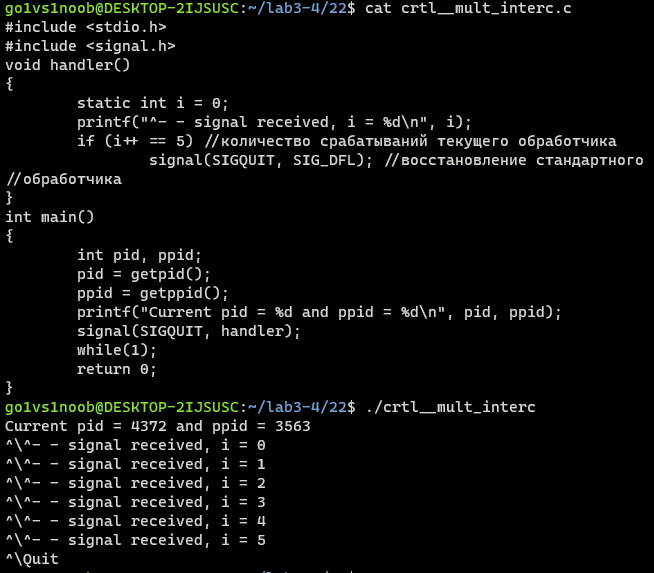 go1vs1noob@DESKTOP-2IJSUSC:~/lab3-4/22$ cat crtl__mult_interc.c
#include <stdio.h>
#include <signal.h>
void handler()
{
        static int i = 0;
        printf("^- - signal received, i = %d\n", i);
        if (i++ == 5) //количество срабатываний текущего обработчика
                signal(SIGQUIT, SIG_DFL); //восстановление стандартного
//обработчика
}
int main()
{
        int pid, ppid;
        pid = getpid();
        ppid = getppid();
        printf("Current pid = %d and ppid = %d\n", pid, ppid);
        signal(SIGQUIT, handler);
        while(1);
        return 0;
}
go1vs1noob@DESKTOP-2IJSUSC:~/lab3-4/22$ ./crtl__mult_interc
Current pid = 4372 and ppid = 3563
^\^- - signal received, i = 0
^\^- - signal received, i = 1
^\^- - signal received, i = 2
^\^- - signal received, i = 3
^\^- - signal received, i = 4
^\^- - signal received, i = 5
^\Quit